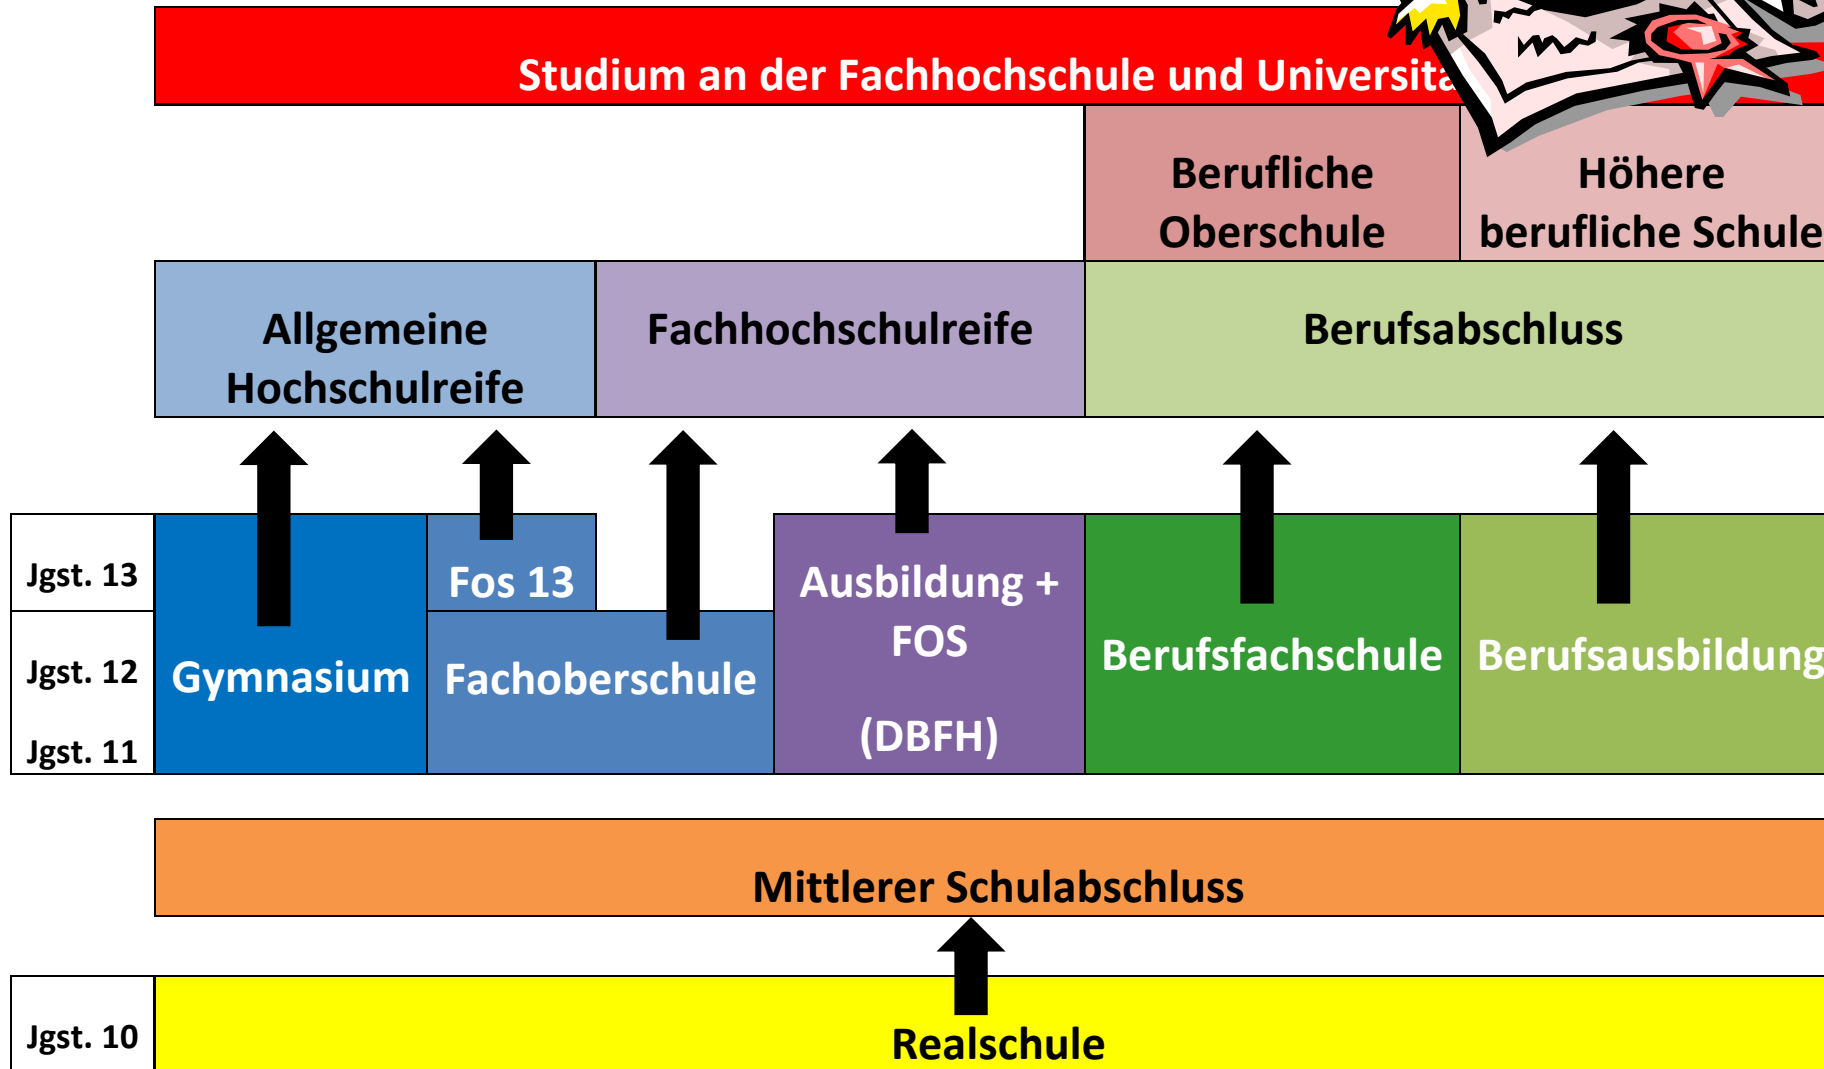 Studium an der Fachhochschule und
Berufliche
Oberschule
Höhere
berufliche Schule
Allgemeine
Hochschulreife
Fachhochschulreife
Berufsabschluss
Jgst. 13
Jgst. 12
Jgst. 11
Gymnasium
Fos 13
Fachoberschule
Ausbildung +
FOS
(DBFH)
Berufsfachschule
Berufsausbildung
Mittlerer Schulabschluss
Jgst. 10
Realschule